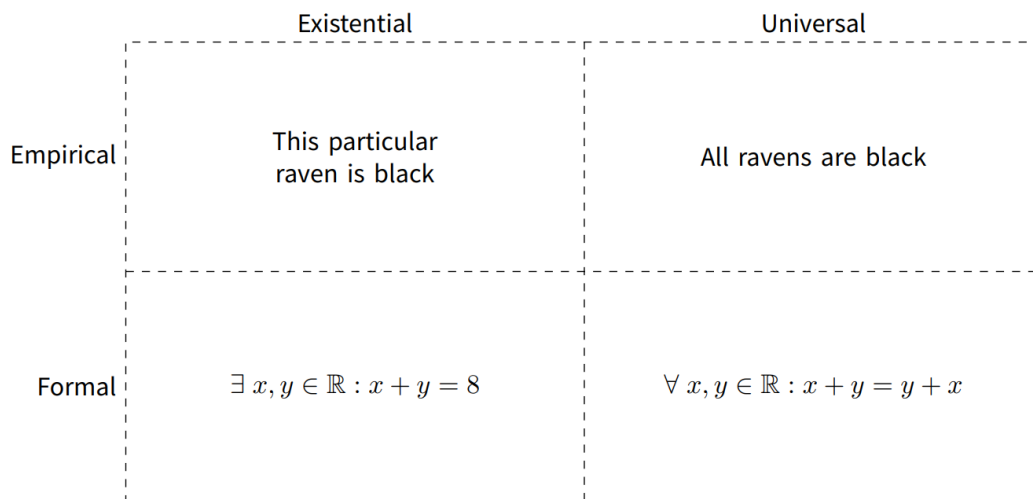 Existential
Universal
Empirical
This particular
raven is black
All ravens are black
Formal
∃ x, y ∈ ℝ : x + y = 8
∀ x, y ∈ ℝ : x + y = y + x